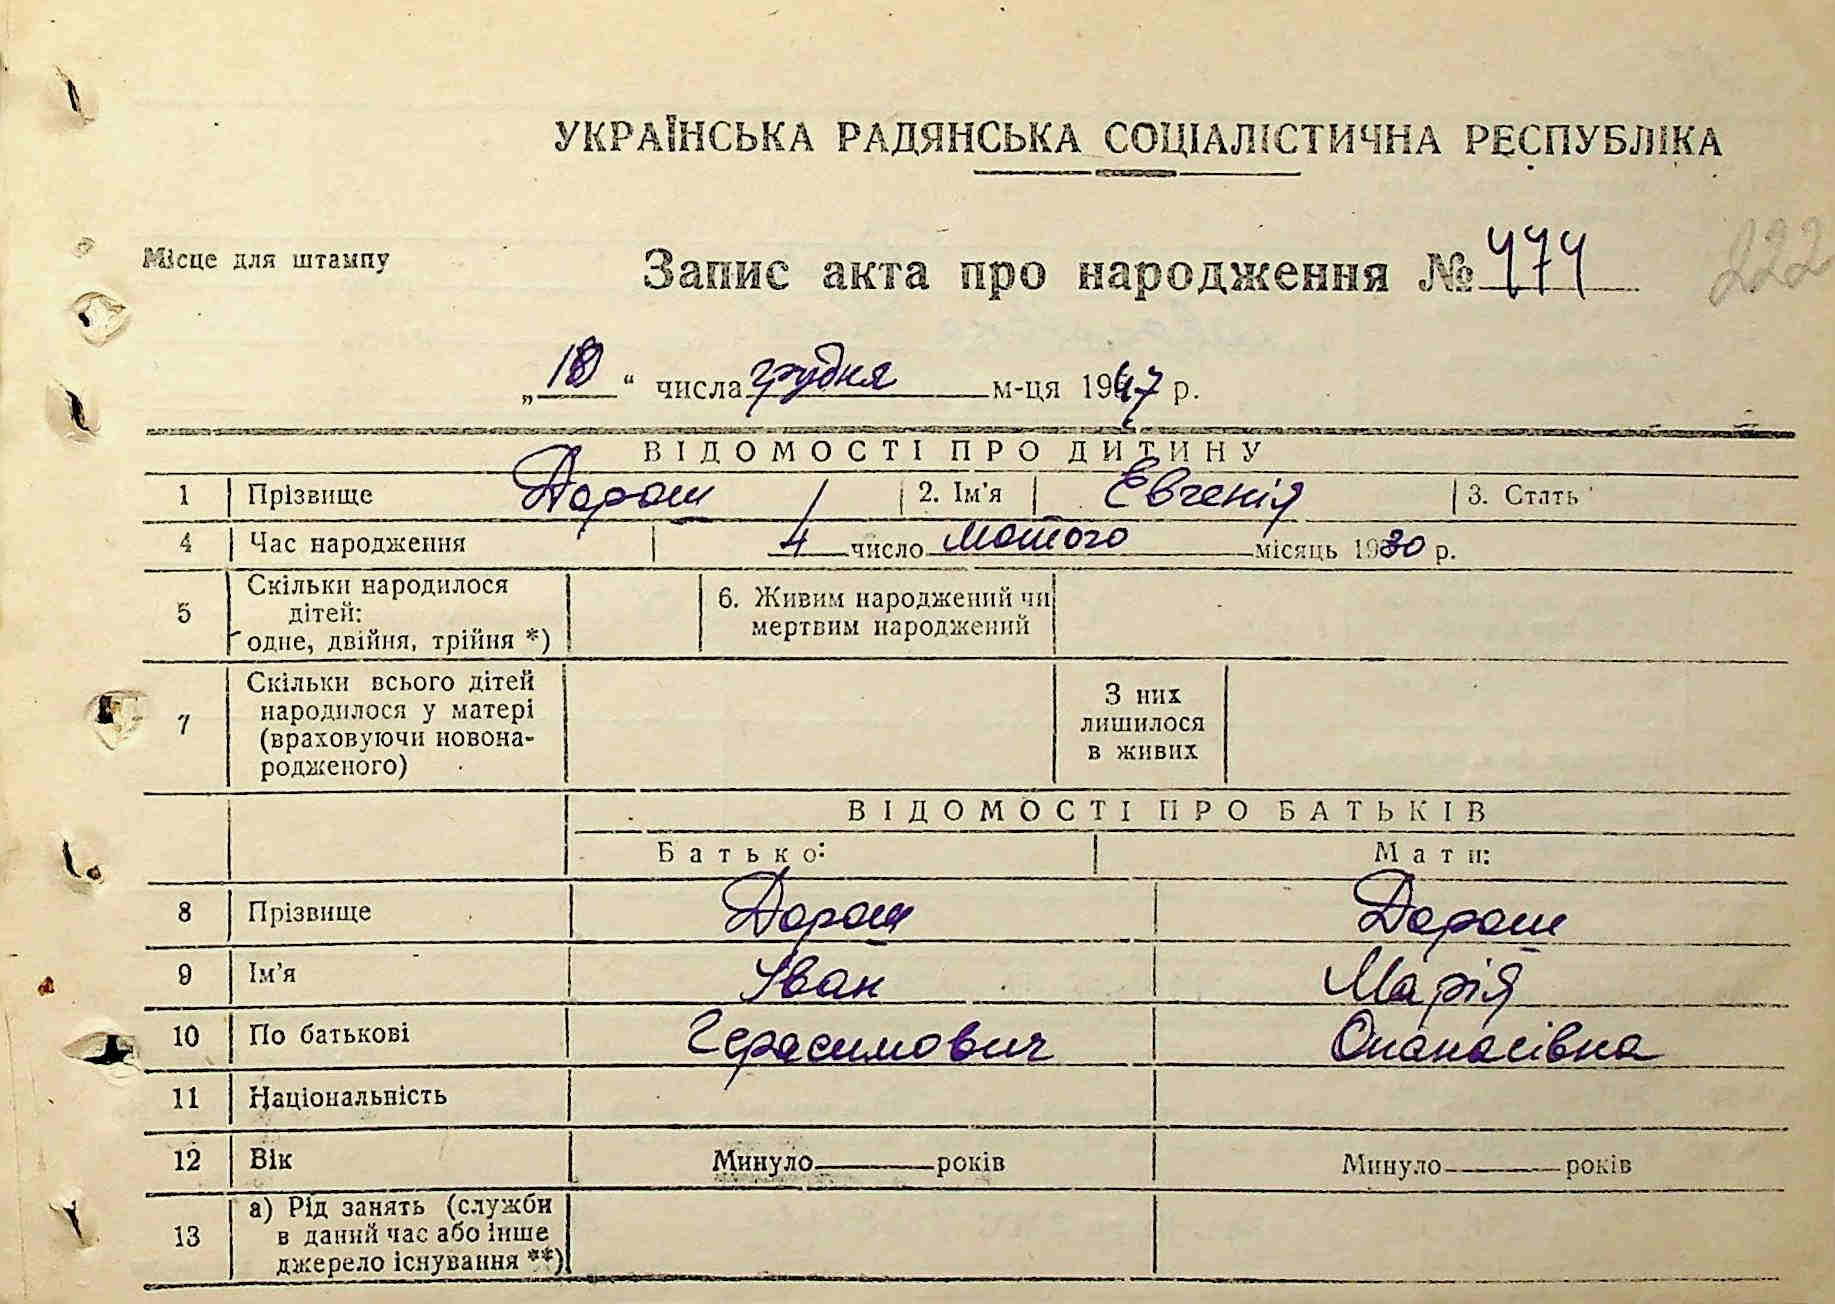 УКРАЇНСЬКА РАДЯНСЬКА СОЦІАЛІСТИЧНА РЕСПУБЛІКА
Місце для штампу
Запис акта про народження № 474
222
„18“ числа грудня м-ця 1947 р.
ВІДОМОСТІ ПРО ДИТИНУ
1 Прізвище Дорош 2. Ім'я Евгенія 3. Стать
4 Час народження 4 число лютого місяць 1930 р.
5 Скільки народилося дітей: одне, двійня, трійня *) 6. Живим народжений чи мертвим народжений
7 Скільки всього дітей народилося у матері (враховуючи новонародженого) З них лишилося в живих
ВІДОМОСТІ ПРО БАТЬКІВ
Батько: Мати:
8 Прізвище Дорош Дорош
9 Ім'я Іван Марія
10 По батькові Герасимович Опанасівна
11 Національність
12 Вік Минуло років Минуло років
13 а) Рід занять (служби в даний час або інше джерело існування **)